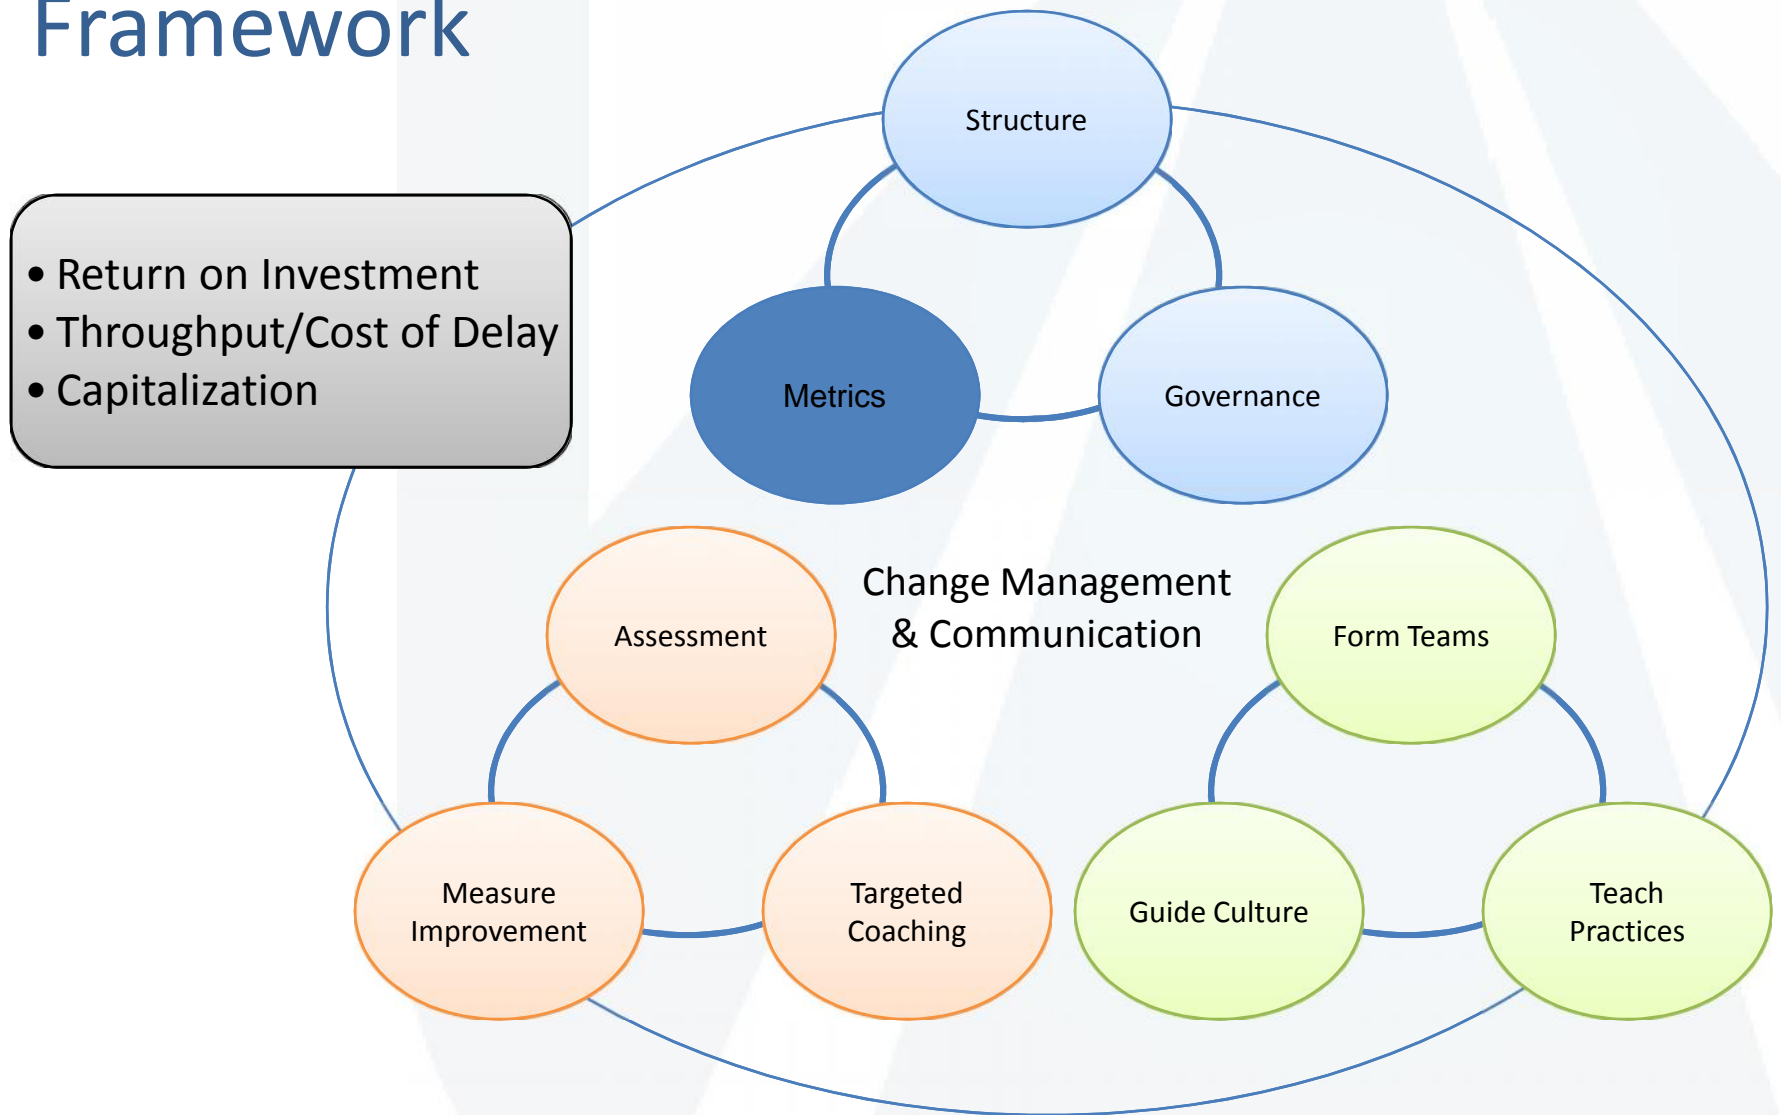 Framework
Structure
• Return on Investment
• Throughput/Cost of Delay
• Capitalization
Metrics
Governance
Change Management
& Communication
Assessment
Form Teams
Measure
Improvement
Targeted
Coaching
Guide Culture
Teach
Practices